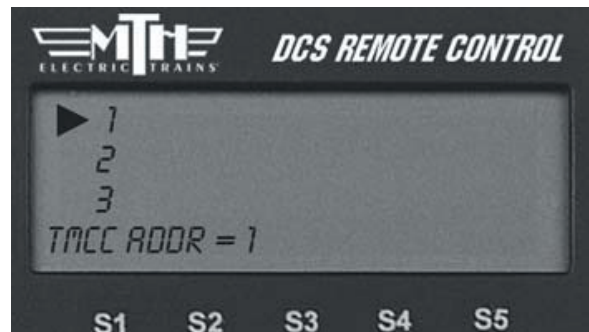 MTH
ELECTRIC TRAINS
DCS REMOTE CONTROL
1
2
3
TMCC ADDR = 1
S1 S2 S3 S4 S5